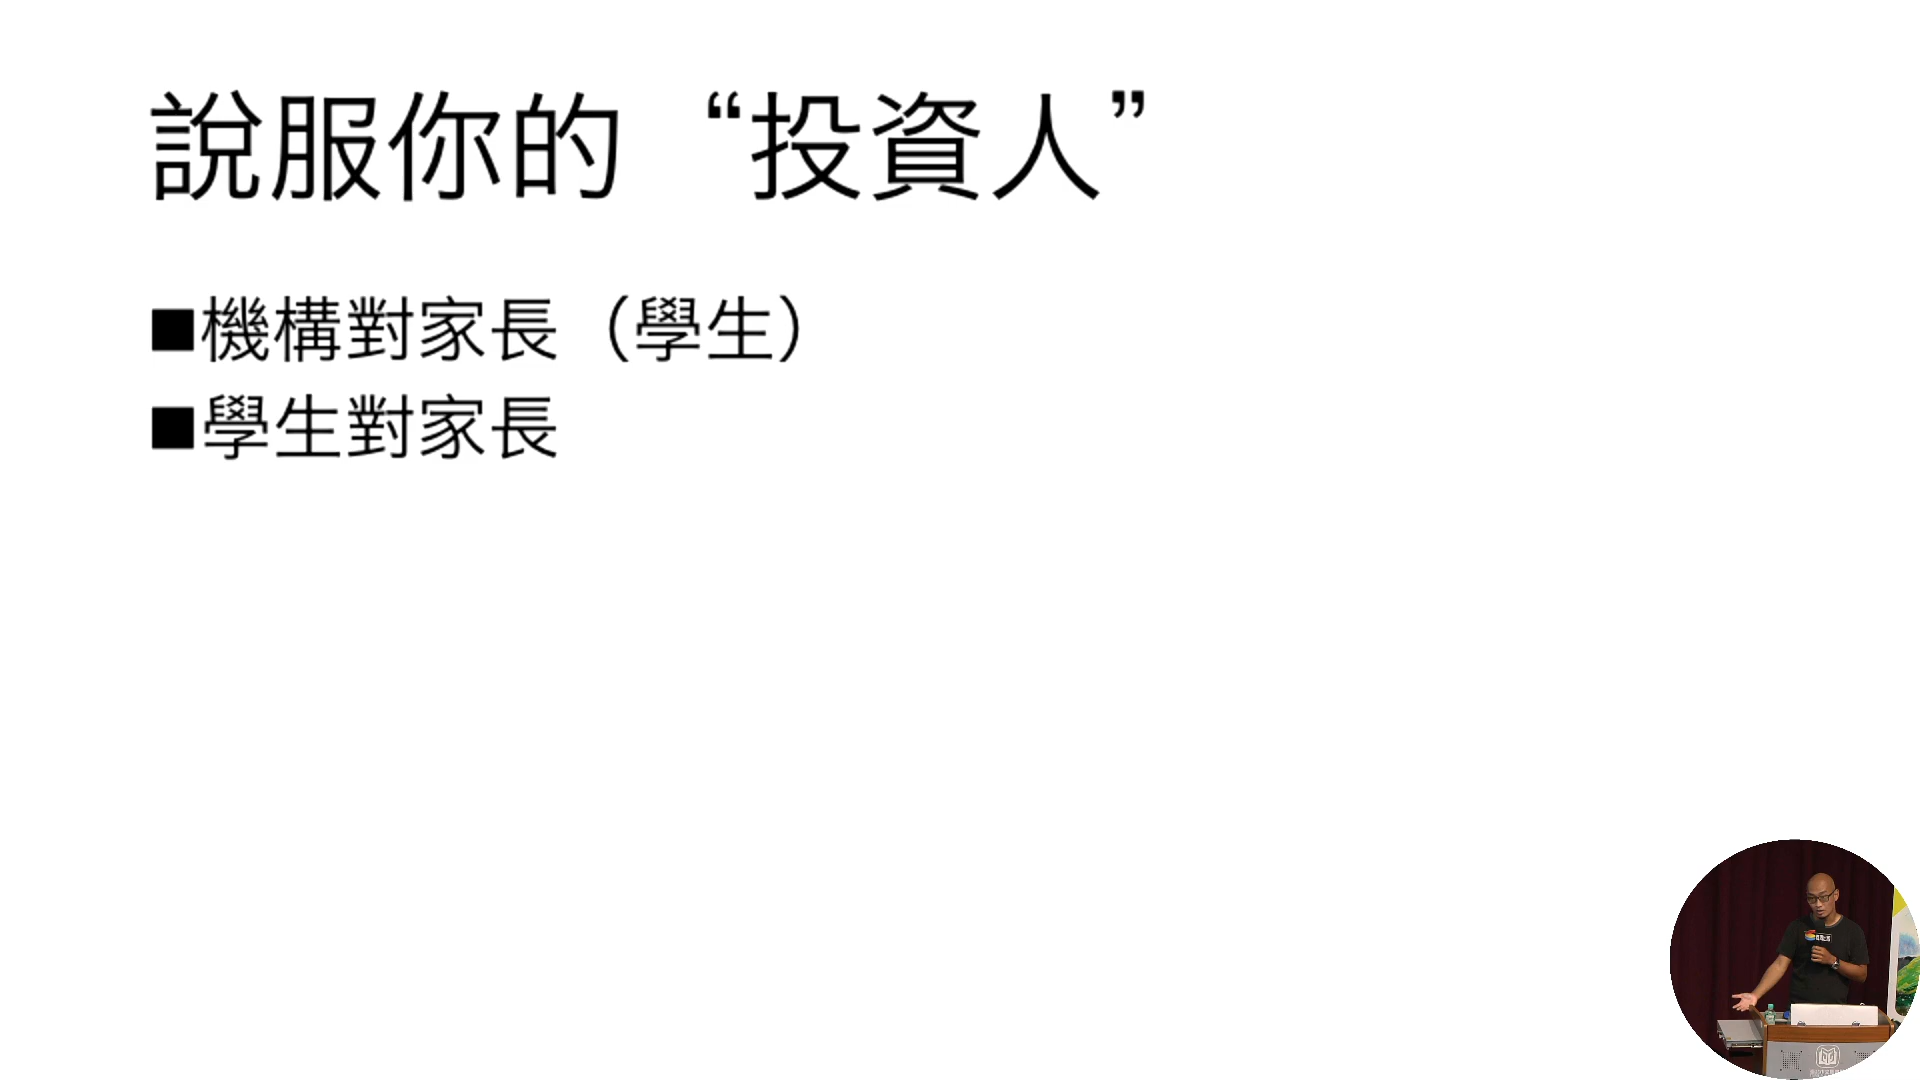 說服你的“投資人”
■機構對家長（學生）
■學生對家長